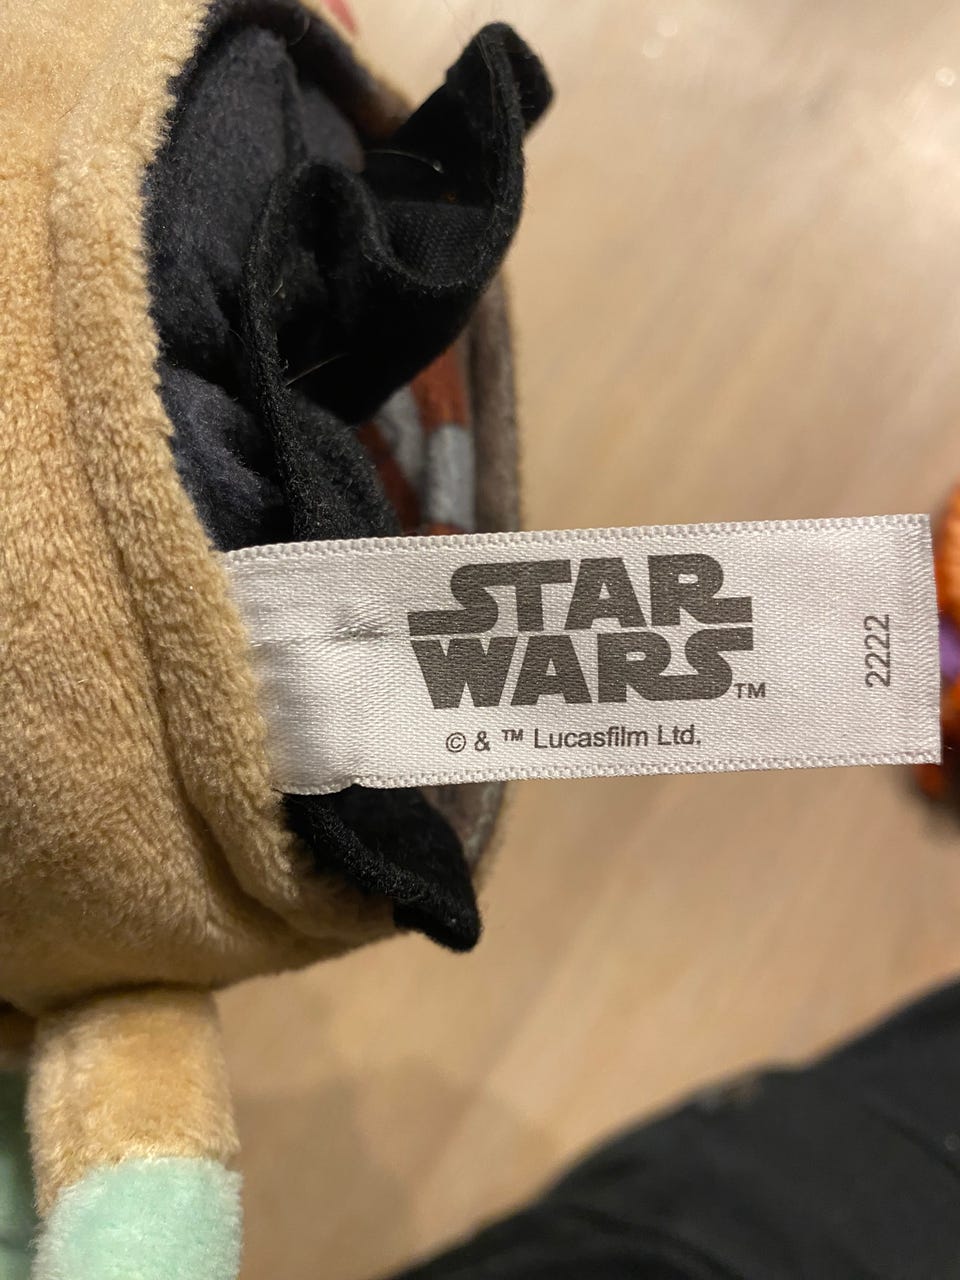 STAR
WARS™
© & ™ Lucasfilm Ltd.
2222